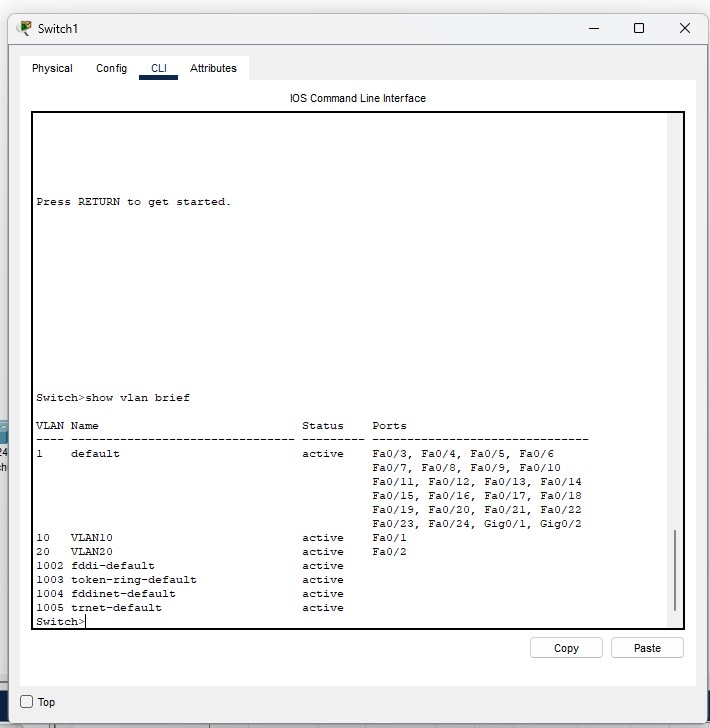 Switch1
Physical Config CLI Attributes
IOS Command Line Interface
Press RETURN to get started.
Switch>show vlan brief
VLAN Name                             Status    Ports
---- -------------------------------- --------- -------------------------------
1    default                          active    Fa0/3, Fa0/4, Fa0/5, Fa0/6
                                                Fa0/7, Fa0/8, Fa0/9, Fa0/10
                                                Fa0/11, Fa0/12, Fa0/13, Fa0/14
                                                Fa0/15, Fa0/16, Fa0/17, Fa0/18
                                                Fa0/19, Fa0/20, Fa0/21, Fa0/22
                                                Fa0/23, Fa0/24, Gig0/1, Gig0/2
10   VLAN10                           active    Fa0/1
20   VLAN20                           active    Fa0/2
1002 fddi-default                     active
1003 token-ring-default               active
1004 fddinet-default                  active
1005 trnet-default                    active
Switch>
Copy Paste
Top